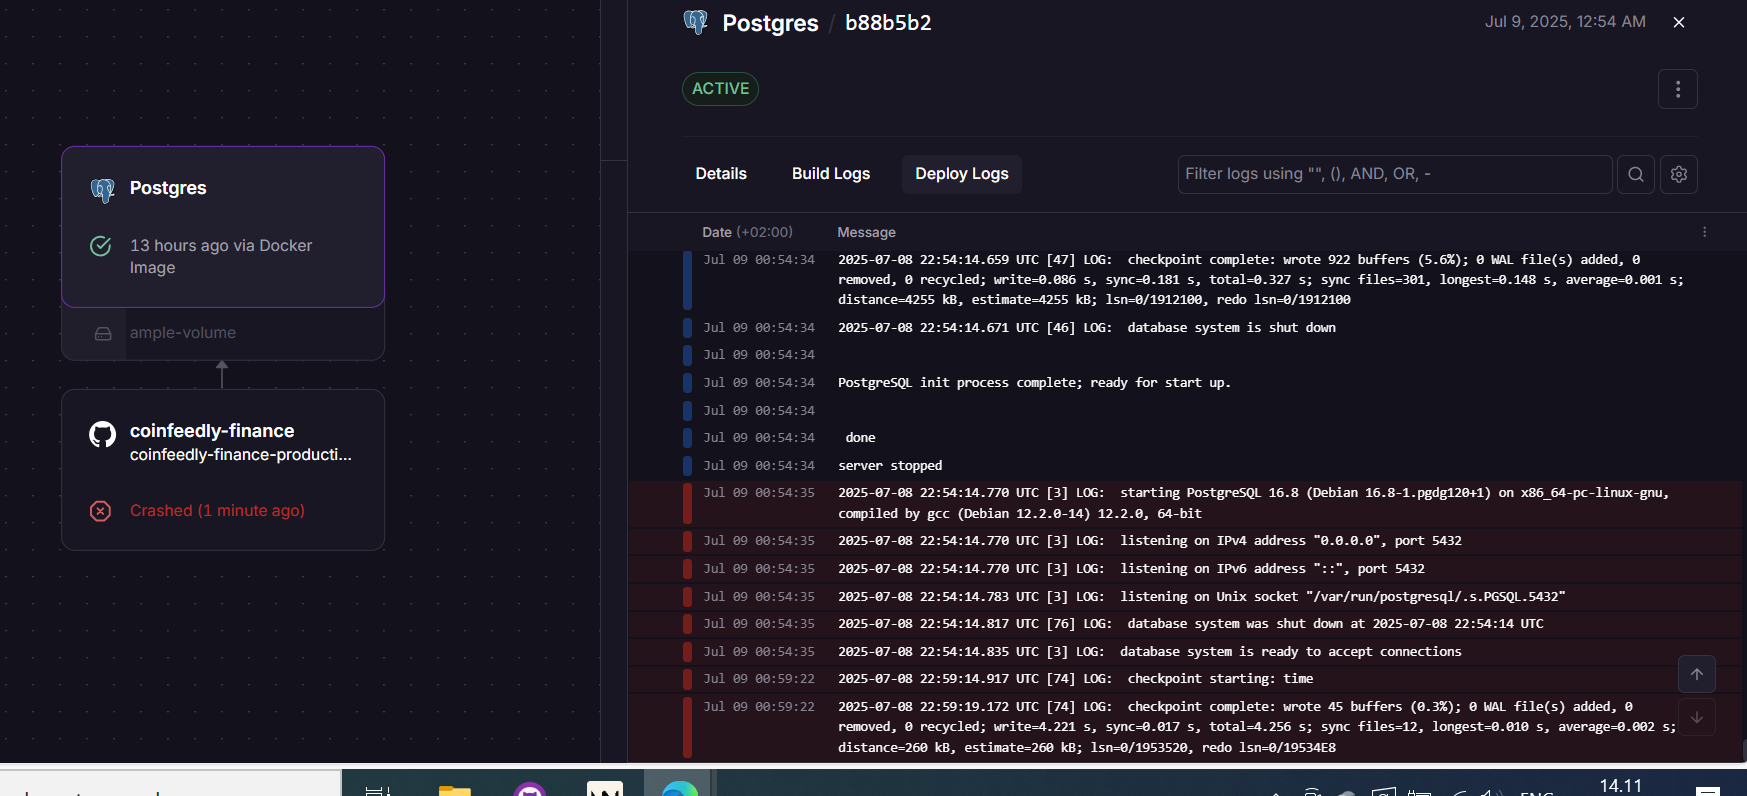 Postgres
13 hours ago via Docker
Image
ample-volume
coinfeedly-finance
coinfeedly-finance-producti...
Crashed (1 minute ago)
Postgres / b88b5b2
Jul 9, 2025, 12:54 AM
ACTIVE
Details Build Logs Deploy Logs
Filter logs using "", (), AND, OR, -
Date (+02:00) Message
Jul 09 00:54:34 2025-07-08 22:54:14.659 UTC [47] LOG:  checkpoint complete: wrote 922 buffers (5.6%); 0 WAL file(s) added, 0
removed, 0 recycled; write=0.086 s, sync=0.181 s, total=0.327 s; sync files=301, longest=0.148 s, average=0.001 s;
distance=4255 kB, estimate=4255 kB; lsn=0/1912100, redo lsn=0/1912100
Jul 09 00:54:34 2025-07-08 22:54:14.671 UTC [46] LOG:  database system is shut down
Jul 09 00:54:34
Jul 09 00:54:34 PostgreSQL init process complete; ready for start up.
Jul 09 00:54:34
Jul 09 00:54:34 done
Jul 09 00:54:34 server stopped
Jul 09 00:54:35 2025-07-08 22:54:14.770 UTC [3] LOG:  starting PostgreSQL 16.8 (Debian 16.8-1.pgdg120+1) on x86_64-pc-linux-gnu,
compiled by gcc (Debian 12.2.0-14) 12.2.0, 64-bit
Jul 09 00:54:35 2025-07-08 22:54:14.770 UTC [3] LOG:  listening on IPv4 address "0.0.0.0", port 5432
Jul 09 00:54:35 2025-07-08 22:54:14.770 UTC [3] LOG:  listening on IPv6 address "::", port 5432
Jul 09 00:54:35 2025-07-08 22:54:14.783 UTC [3] LOG:  listening on Unix socket "/var/run/postgresql/.s.PGSQL.5432"
Jul 09 00:54:35 2025-07-08 22:54:14.817 UTC [76] LOG:  database system was shut down at 2025-07-08 22:54:14 UTC
Jul 09 00:54:35 2025-07-08 22:54:14.835 UTC [3] LOG:  database system is ready to accept connections
Jul 09 00:59:22 2025-07-08 22:59:14.917 UTC [74] LOG:  checkpoint starting: time
Jul 09 00:59:22 2025-07-08 22:59:19.172 UTC [74] LOG:  checkpoint complete: wrote 45 buffers (0.3%); 0 WAL file(s) added, 0
removed, 0 recycled; write=4.221 s, sync=0.017 s, total=4.256 s; sync files=12, longest=0.010 s, average=0.002 s;
distance=260 kB, estimate=260 kB; lsn=0/1953520, redo lsn=0/19534E8
ENG
14.11